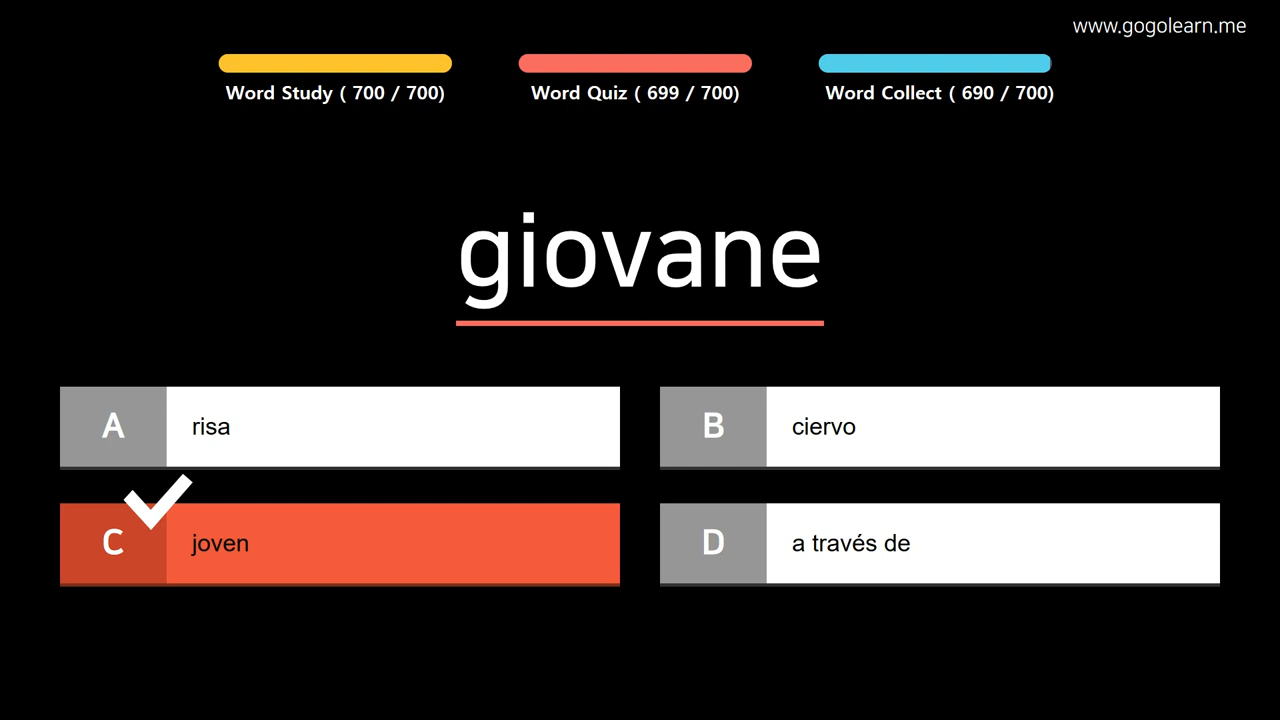 www.gogolearn.me
Word Study ( 700 / 700)
Word Quiz ( 699 / 700)
Word Collect ( 690 / 700)
giovane
A
risa
B
ciervo
C
joven
D
a través de